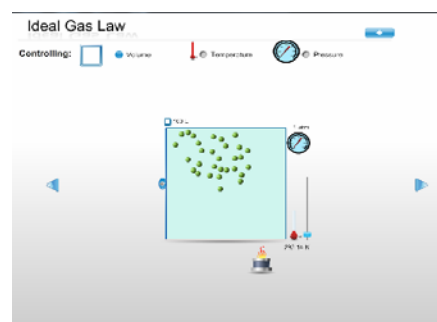 Ideal Gas Law
Controlling:
Volume
Temperature
Pressure